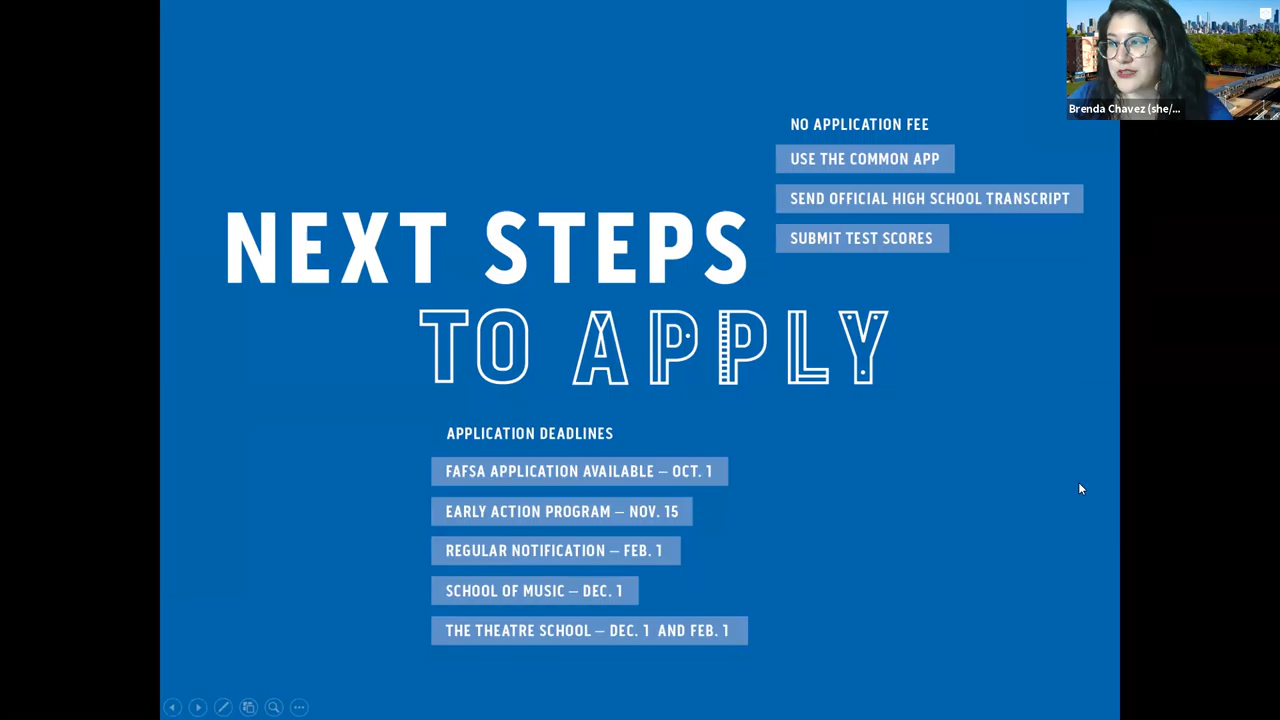 Brenda Chavez (she/...
NO APPLICATION FEE
USE THE COMMON APP
SEND OFFICIAL HIGH SCHOOL TRANSCRIPT
SUBMIT TEST SCORES
NEXT STEPS
TO APPLY
APPLICATION DEADLINES
FAFSA APPLICATION AVAILABLE – OCT. 1
EARLY ACTION PROGRAM – NOV. 15
REGULAR NOTIFICATION – FEB. 1
SCHOOL OF MUSIC – DEC. 1
THE THEATRE SCHOOL – DEC. 1 AND FEB. 1